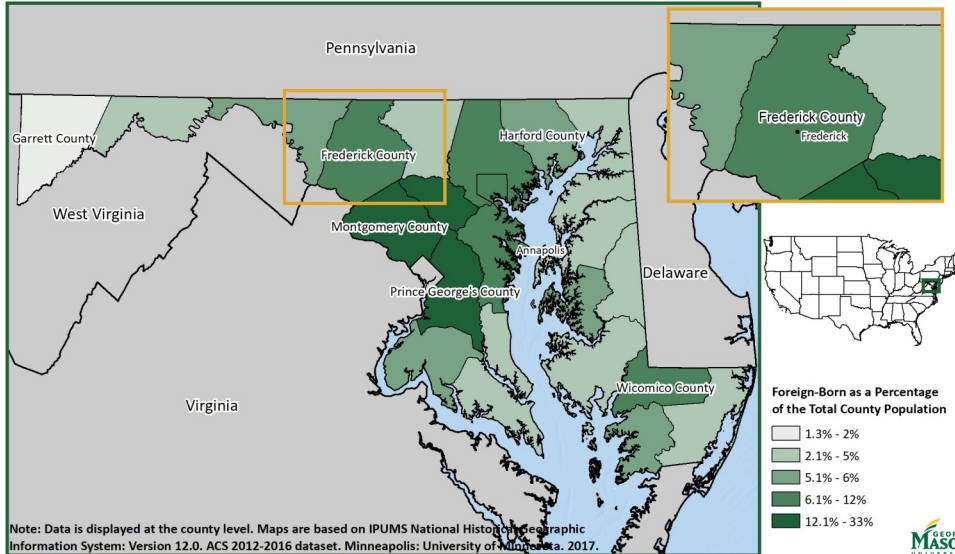 Pennsylvania
Garrett County
Harford County
Frederick County
Frederick County
Frederick
West Virginia
Montgomery County
Annapolis
Delaware
Prince George's County
Wicomico County
Virginia
Foreign-Born as a Percentage
of the Total County Population
1.3% - 2%
2.1% - 5%
5.1% - 6%
6.1% - 12%
12.1% - 33%
Note: Data is displayed at the county level. Maps are based on IPUMS National Historical Geographic
Information System: Version 12.0. ACS 2012-2016 dataset. Minneapolis: University of Minnesota. 2017.